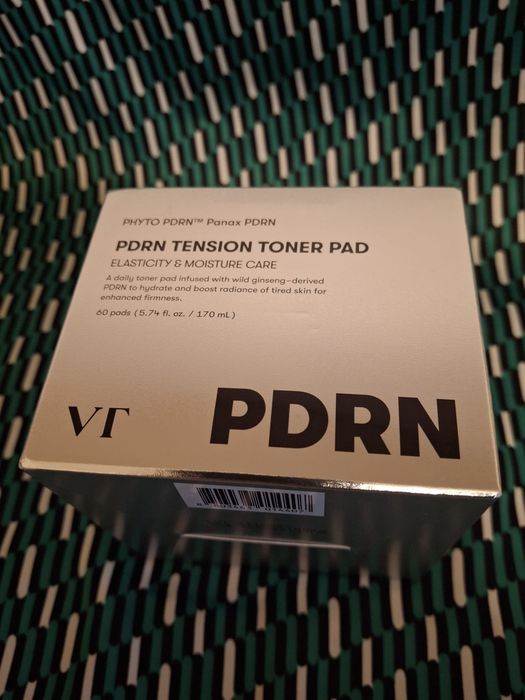 PHYTO PDRN™ Panax PDRN
PDRN TENSION TONER PAD
ELASTICITY & MOISTURE CARE
A daily toner pad infused with wild ginseng-derived
PDRN to hydrate and boost radiance of tired skin for
enhanced firmness.
60 pads (5.74 fl. oz. / 170 mL)
VT
PDRN